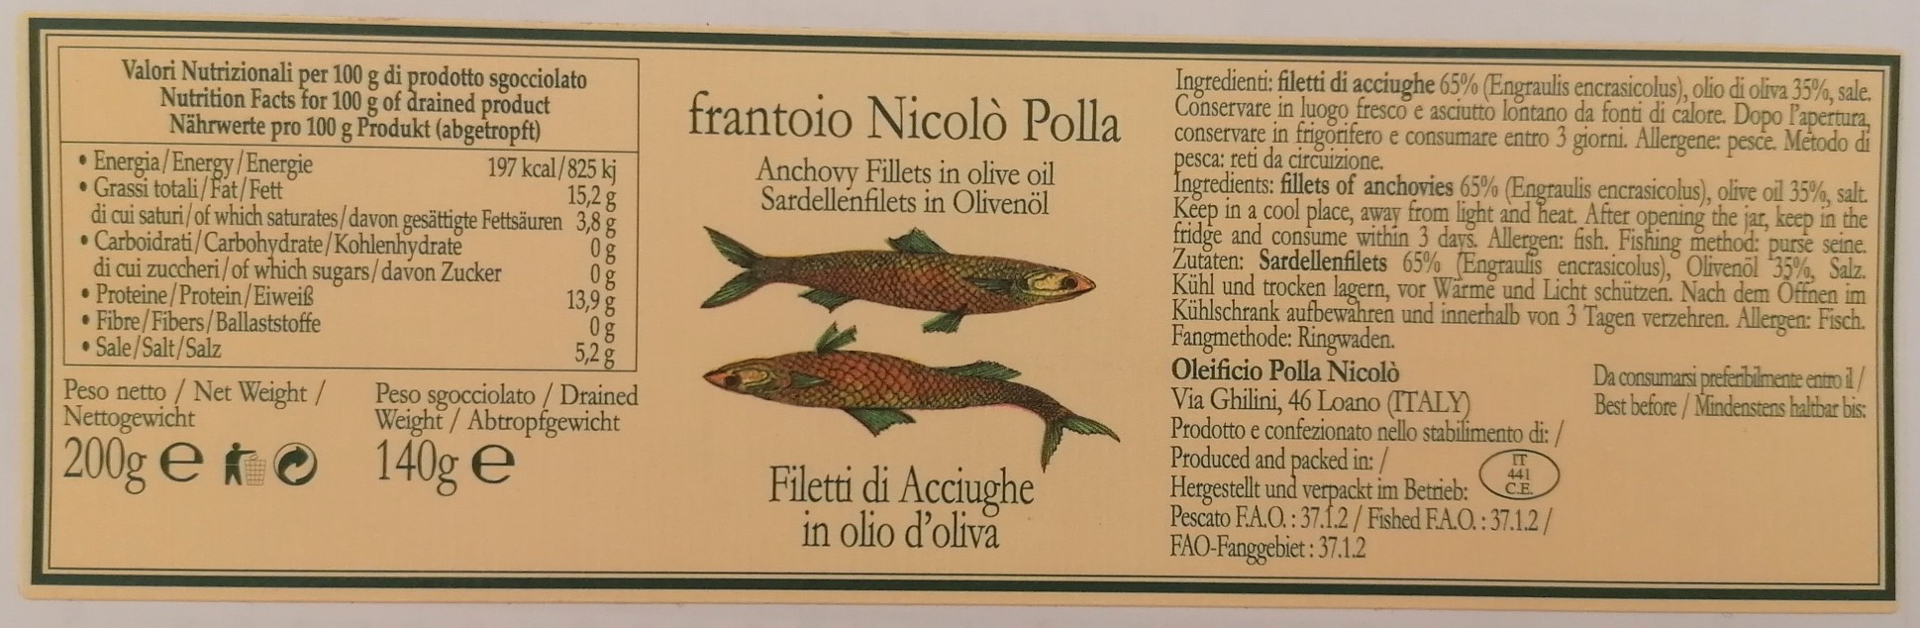 Valori Nutrizionali per 100 g di prodotto sgocciolato
Nutrition Facts for 100 g of drained product
Nährwerte pro 100 g Produkt (abgetropft)
• Energia/Energy/Energie 197 kcal/825 kj
• Grassi totali/Fat/Fett 15,2 g
di cui saturi/of which saturates/davon gesättigte Fettsäuren 3,8 g
• Carboidrati/Carbohydrate/Kohlenhydrate 0 g
di cui zuccheri/of which sugars/davon Zucker 0 g
• Proteine/Protein/Eiweiß 13,9 g
• Fibre/Fibers/Ballaststoffe 0 g
• Sale/Salt/Salz 5,2 g
Peso netto / Net Weight /
Nettogewicht
200g e
Peso sgocciolato / Drained
Weight / Abtropfgewicht
140g e
frantoio Nicolò Polla
Anchovy Fillets in olive oil
Sardellenfilets in Olivenöl
Filetti di Acciughe
in olio d'oliva
Ingredienti: filetti di acciughe 65% (Engraulis encrasicolus), olio di oliva 35%, sale.
Conservare in luogo fresco e asciutto lontano da fonti di calore. Dopo l'apertura,
conservare in frigorifero e consumare entro 3 giorni. Allergene: pesce. Metodo di
pesca: reti da circuizione.
Ingredients: fillets of anchovies 65% (Engraulis encrasicolus), olive oil 35%, salt.
Keep in a cool place, away from light and heat. After opening the jar, keep in the
fridge and consume within 3 days. Allergen: fish. Fishing method: purse seine.
Zutaten: Sardellenfilets 65% (Engraulis encrasicolus), Olivenöl 35%, Salz.
Kühl und trocken lagern, vor Wärme und Licht schützen. Nach dem Öffnen im
Kühlschrank aufbewahren und innerhalb von 3 Tagen verzehren. Allergen: Fisch.
Fangmethode: Ringwaden.
Oleificio Polla Nicolò
Via Ghilini, 46 Loano (ITALY)
Prodotto e confezionato nello stabilimento di: /
Produced and packed in: /
Hergestellt und verpackt im Betrieb:
IT
441
C.E.
Pescato F.A.O. : 37.1.2 / Fished F.A.O. : 37.1.2 /
FAO-Fanggebiet : 37.1.2
Da consumarsi preferibilmente entro il /
Best before / Mindenstens haltbar bis: